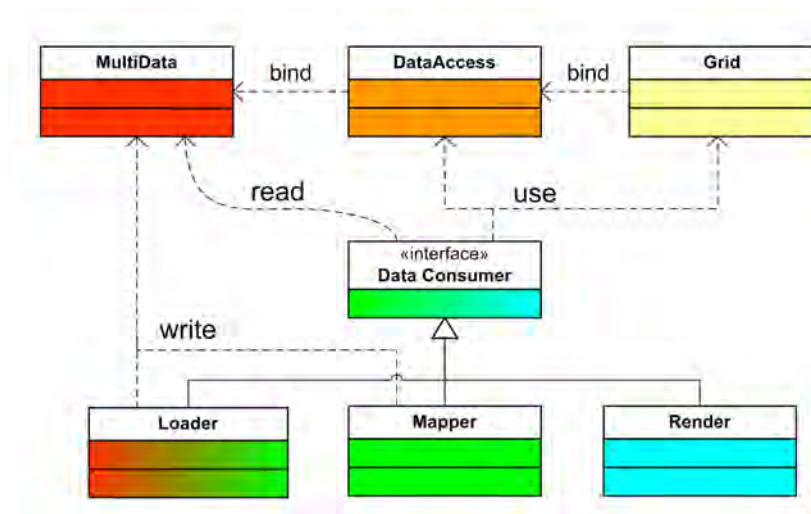 MultiData
bind
DataAccess
bind
Grid
read
use
«interface»
Data Consumer
write
Loader
Mapper
Render